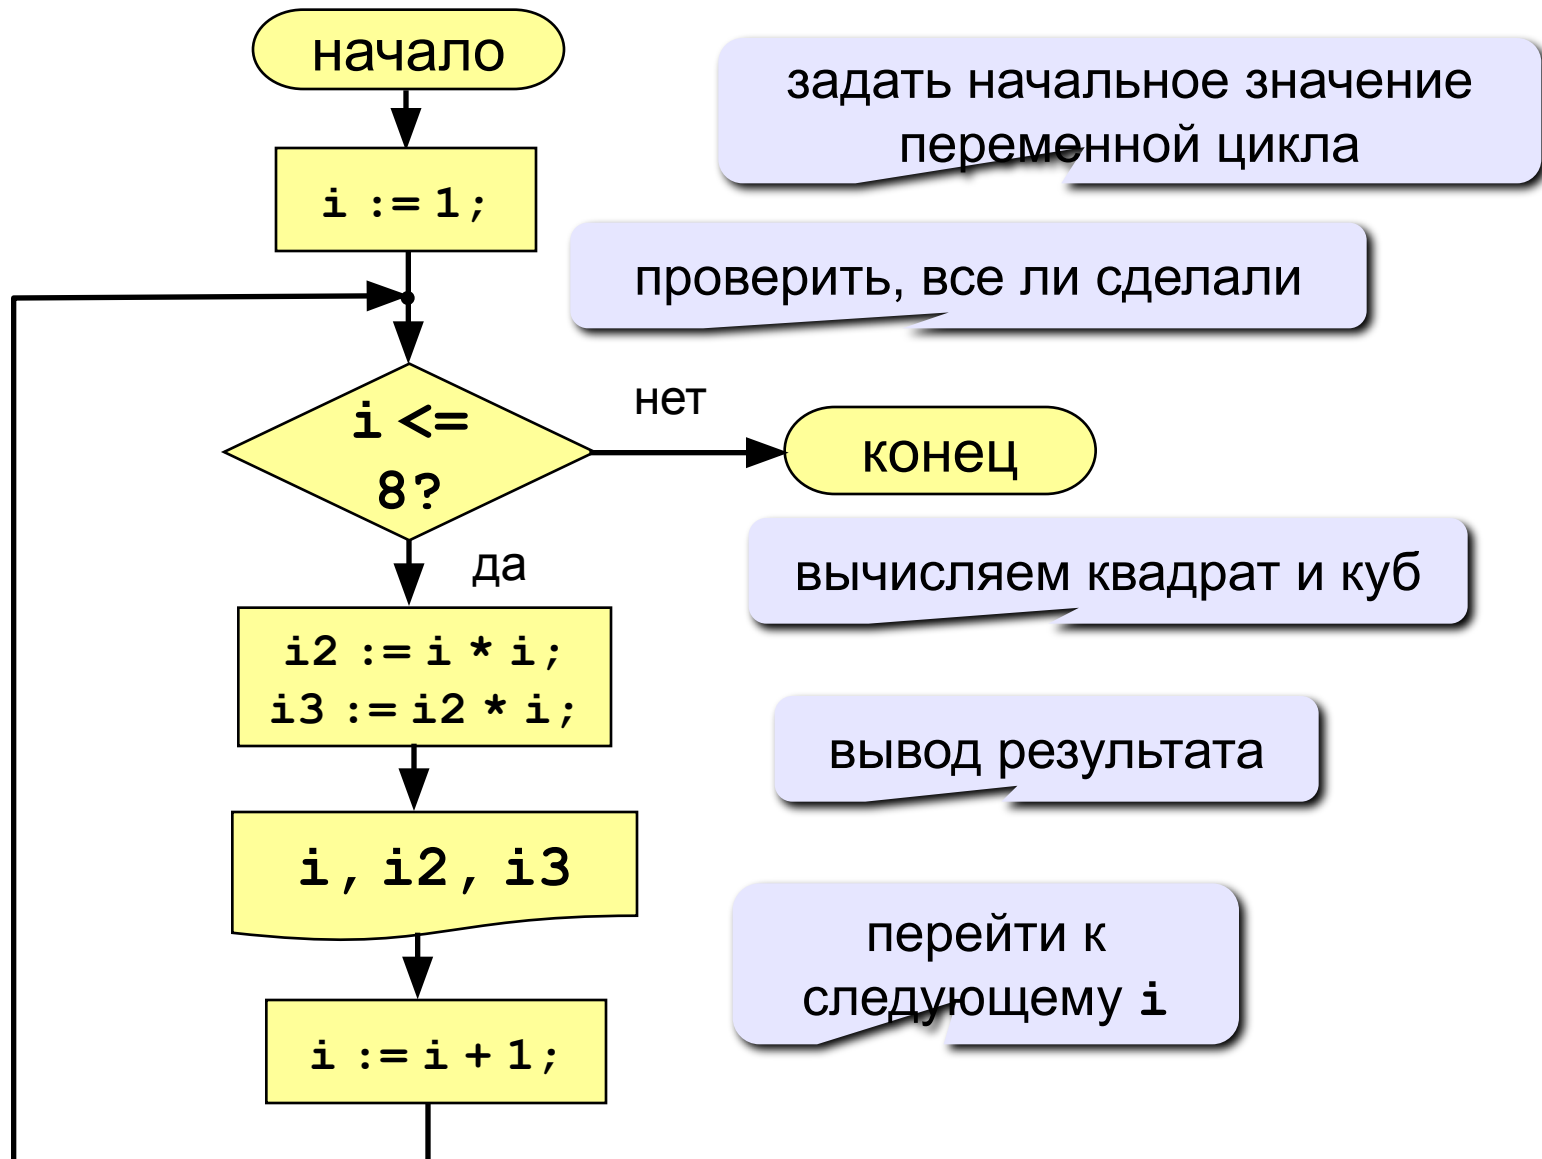 начало
задать начальное значение
переменной цикла
i := 1;
проверить, все ли сделали
i <=
8?
нет
конец
да
вычисляем квадрат и куб
i2 := i * i;
i3 := i2 * i;
вывод результата
i, i2, i3
перейти к
следующему i
i := i + 1;